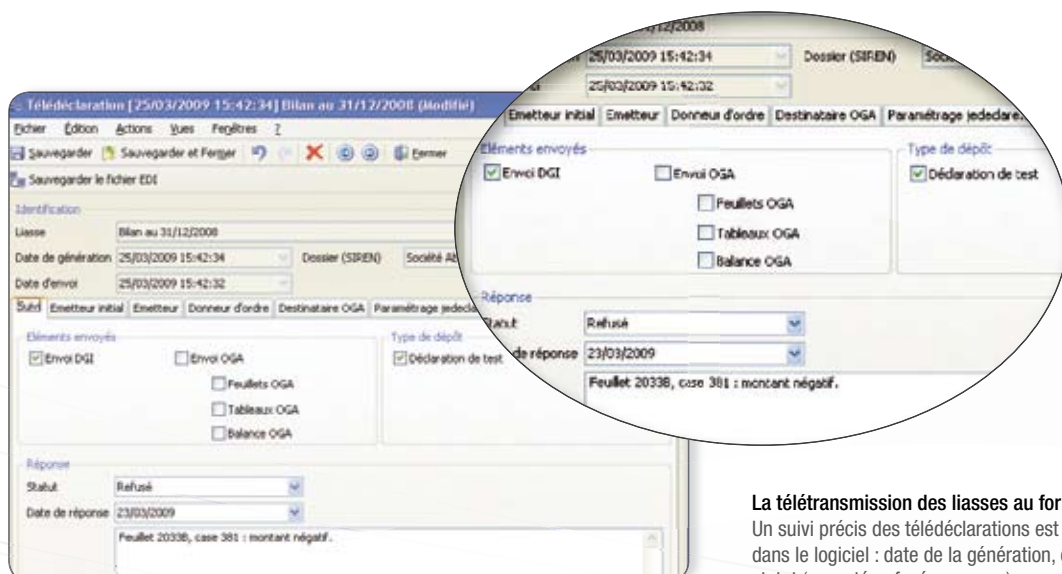 Télédéclaration [25/03/2009 15:42:34] Bilan au 31/12/2008 (Modifié)
Fichier Édition Actions Vues Fenêtres ?
Sauvegarder Sauvegarder et Fermer Fermer
Sauvegarder le fichier EDI
Identification
Liasse Bilan au 31/12/2008
Date de génération 25/03/2009 15:42:34 Dossier (SIREN) Société
Date d'envoi 25/03/2009 15:42:32
Suivi Emetteur initial Emetteur Donneur d'ordre Destinataire OGA Paramétrage
Eléments envoyés Type de dépôt
Envoi DGI Envoi OGA Déclaration de test
Feuillets OGA
Tableaux OGA
Balance OGA
Réponse
Statut Refusé
Date de réponse 23/03/2009
Feuillet 2033B, case 381 : montant négatif.
/12/2008
25/03/2009 15:42:34 Dossier (SIREN)
25/03/2009 15:42:32
Emetteur initial Emetteur Donneur d'ordre Destinataire OGA Paramétrage jedeclare.
Eléments envoyés Type de dépôt
Envoi DGI Envoi OGA Déclaration de test
Feuillets OGA
Tableaux OGA
Balance OGA
Réponse
Statut Refusé
de réponse 23/03/2009
Feuillet 2033B, case 381 : montant négatif.
La télétransmission des liasses au for
Un suivi précis des télédéclarations est
dans le logiciel : date de la génération,